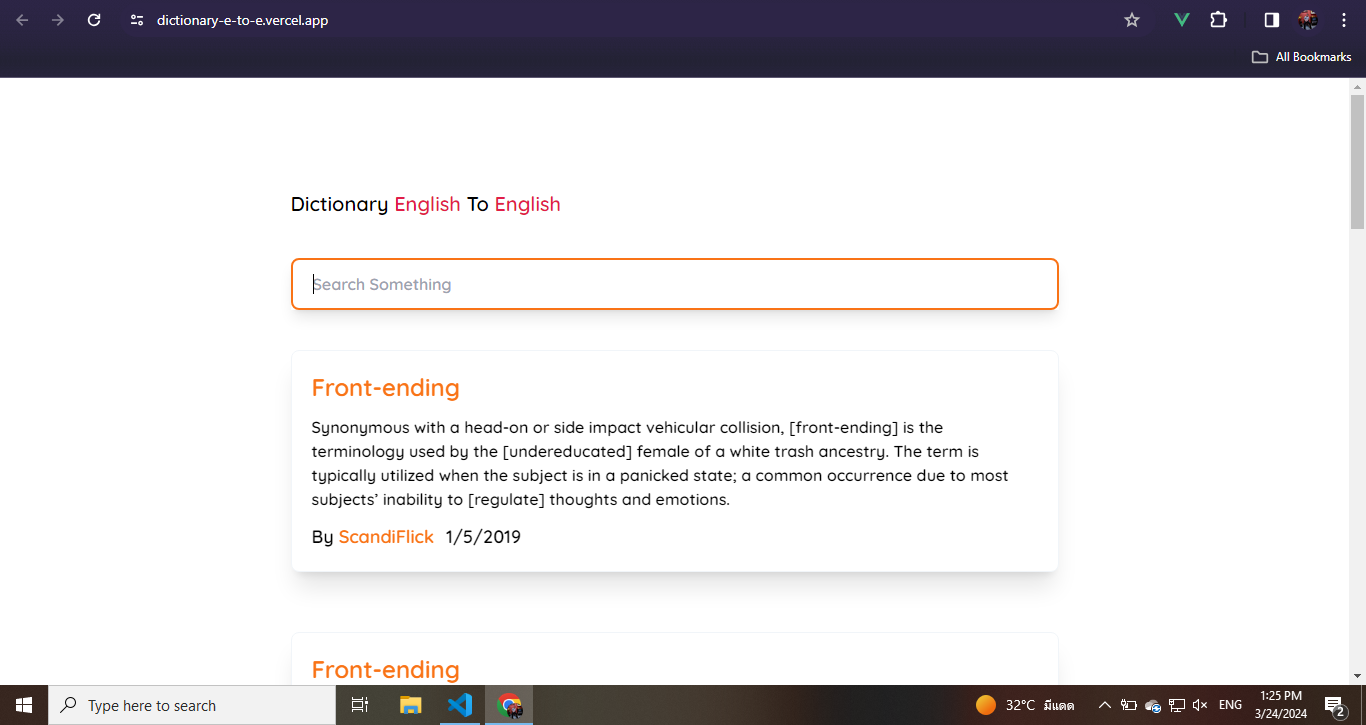 dictionary-e-to-e.vercel.app
All Bookmarks
Dictionary English To English
Search Something
Front-ending
Synonymous with a head-on or side impact vehicular collision, [front-ending] is the
terminology used by the [undereducated] female of a white trash ancestry. The term is
typically utilized when the subject is in a panicked state; a common occurrence due to most
subjects’ inability to [regulate] thoughts and emotions.
By ScandiFlick 1/5/2019
Front-ending
Type here to search
32°C มีแดด
ENG
1:25 PM
3/24/2024
2